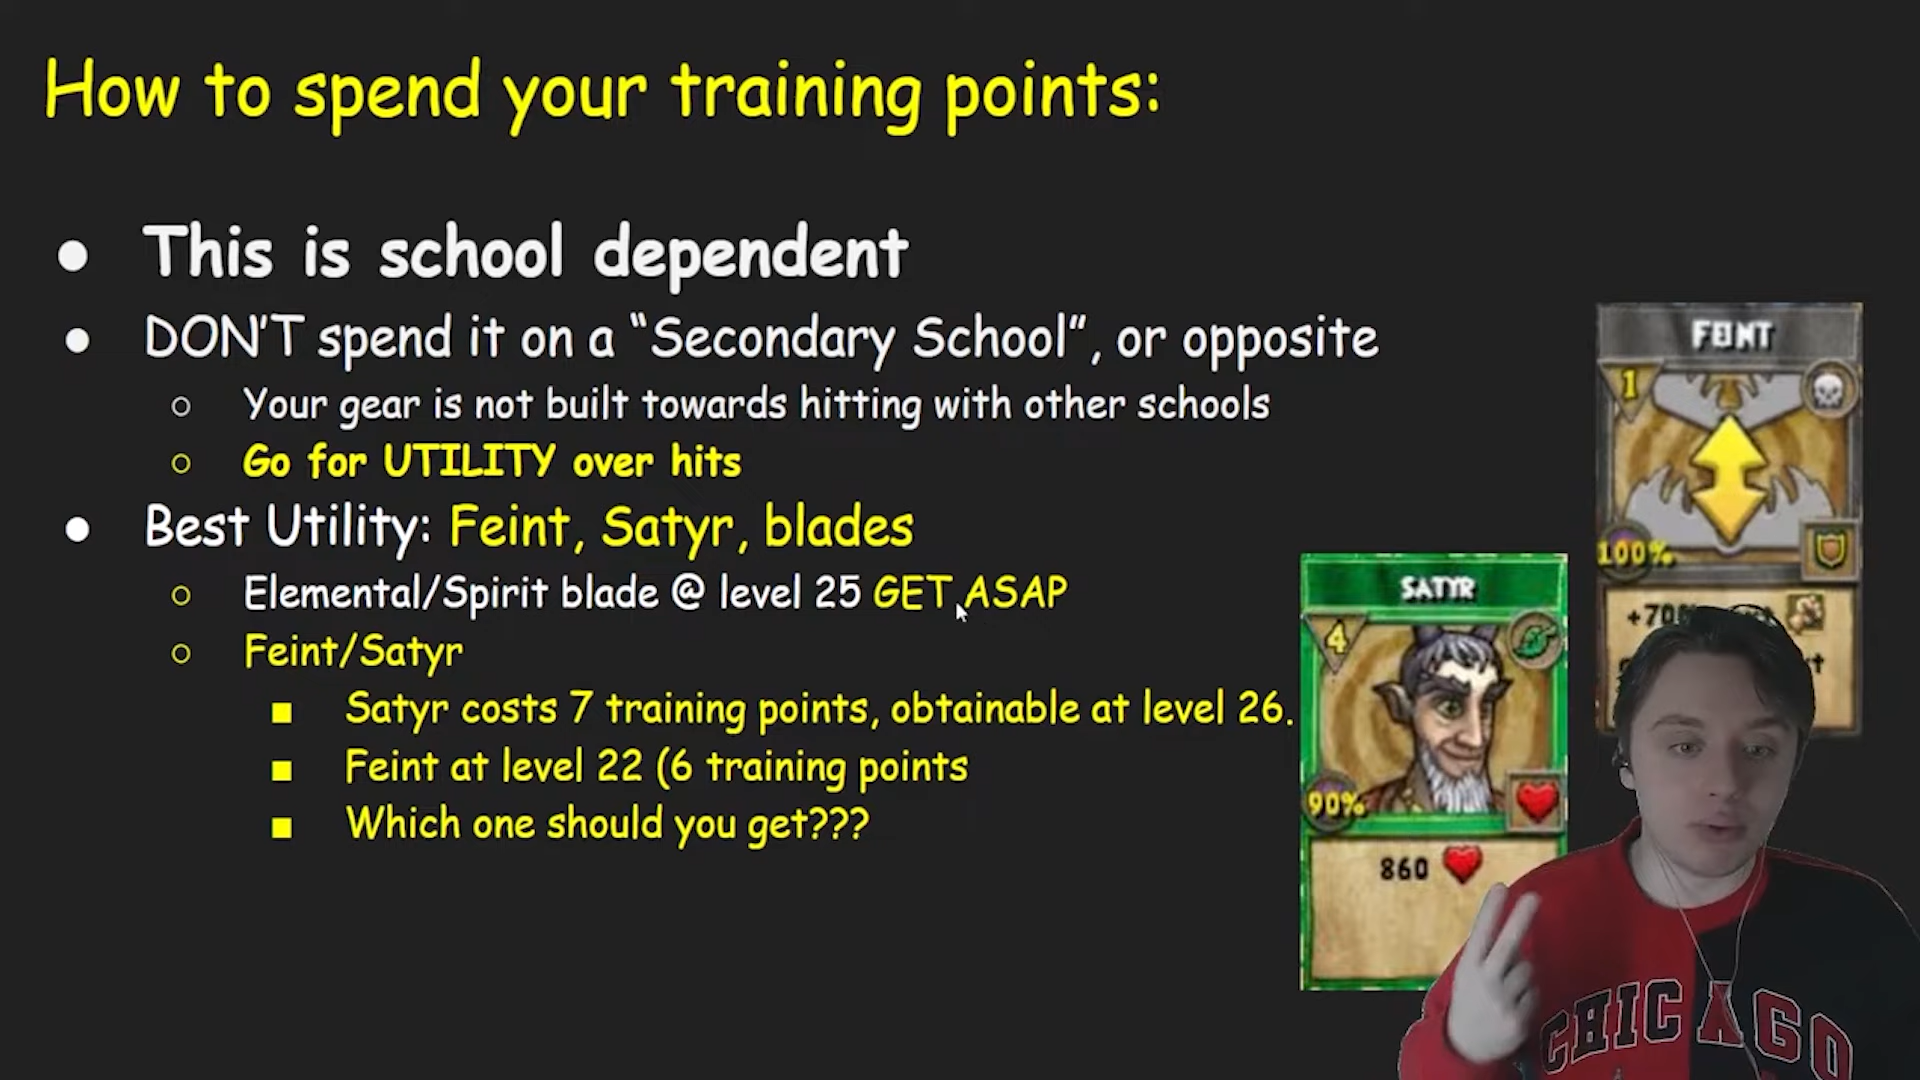 How to spend your training points:
● This is school dependent
● DON'T spend it on a “Secondary School”, or opposite
○ Your gear is not built towards hitting with other schools
○ Go for UTILITY over hits
● Best Utility: Feint, Satyr, blades
○ Elemental/Spirit blade @ level 25 GET ASAP
○ Feint/Satyr
■ Satyr costs 7 training points, obtainable at level 26.
■ Feint at level 22 (6 training points
■ Which one should you get???
1
100%
SATYR
4
90%
860
CHICAGO